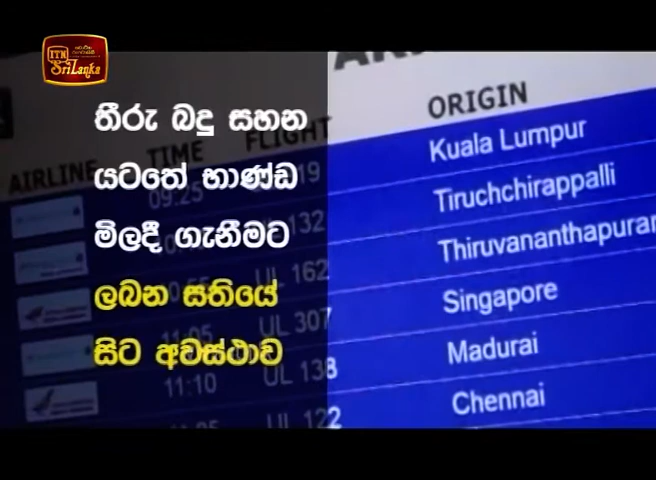 ITN
Sri Lanka
තීරු බදු සහන
යටතේ භාණ්ඩ
මිලදී ගැනීමට
ලබන සතියේ
සිට අවස්ථාව
AIRLINE TIME FLIGHT ORIGIN
09:25 Kuala Lumpur
132 Tiruchchirappalli
UL 162 Thiruvananthapuram
11:05 UL 307 Singapore
11:10 UL 138 Madurai
UL 122 Chennai